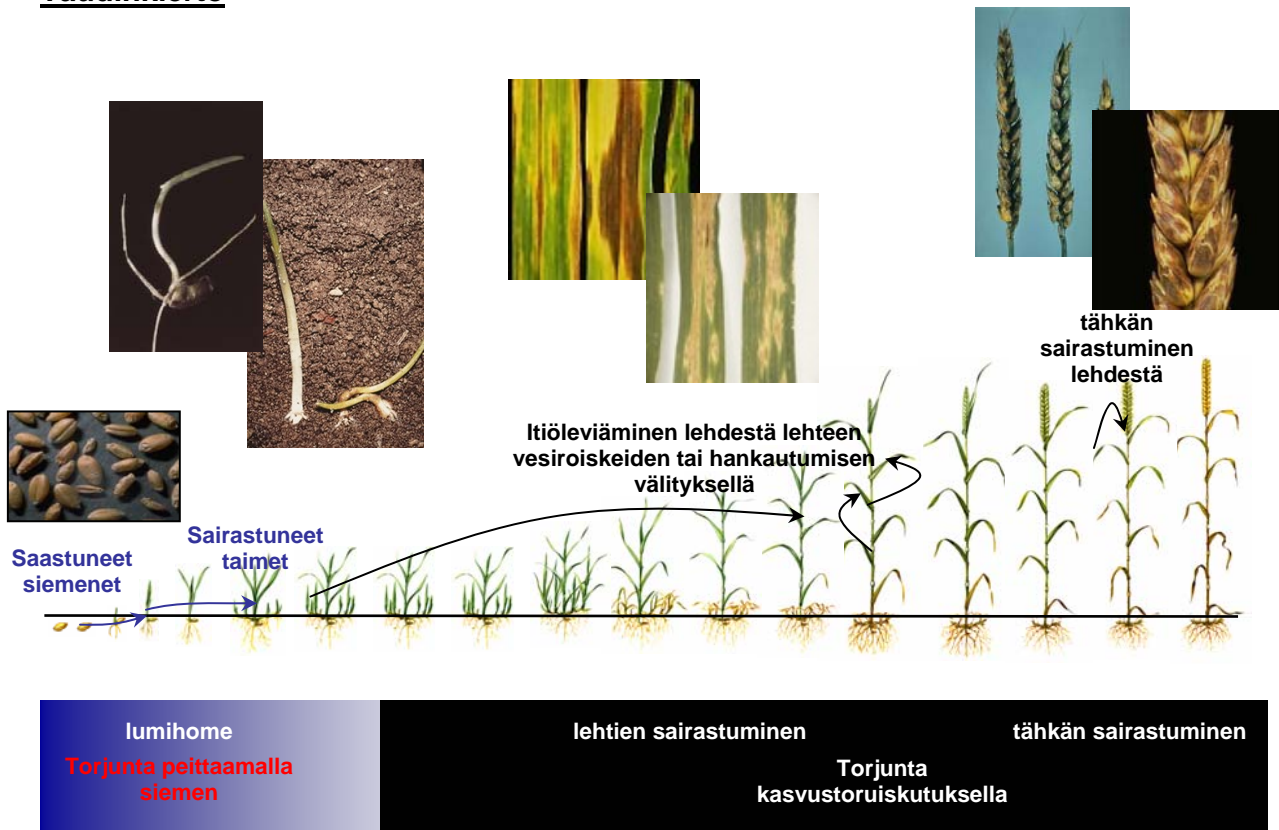 tähkän
sairastuminen
lehdestä
Itiöleviäminen lehdestä lehteen
vesiroiskeiden tai hankautumisen
välityksellä
Sairastuneet
taimet
Saastuneet
siemenet
lumihome
lehtien sairastuminen
tähkän sairastuminen
Torjunta peittaamalla
siemen
Torjunta
kasvustoruiskutuksella